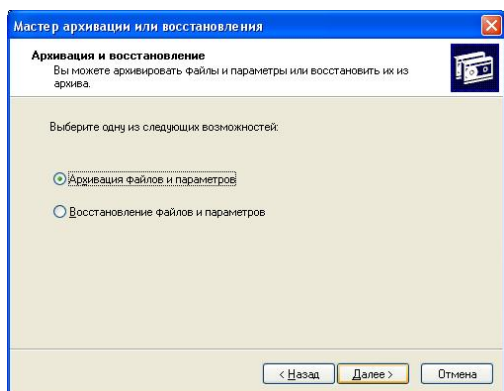 Мастер архивации или восстановления
Архивация и восстановление
Вы можете архивировать файлы и параметры или восстановить их из
архива.
Выберите одну из следующих возможностей:
Архивация файлов и параметров
Восстановление файлов и параметров
< Назад
Далее >
Отмена